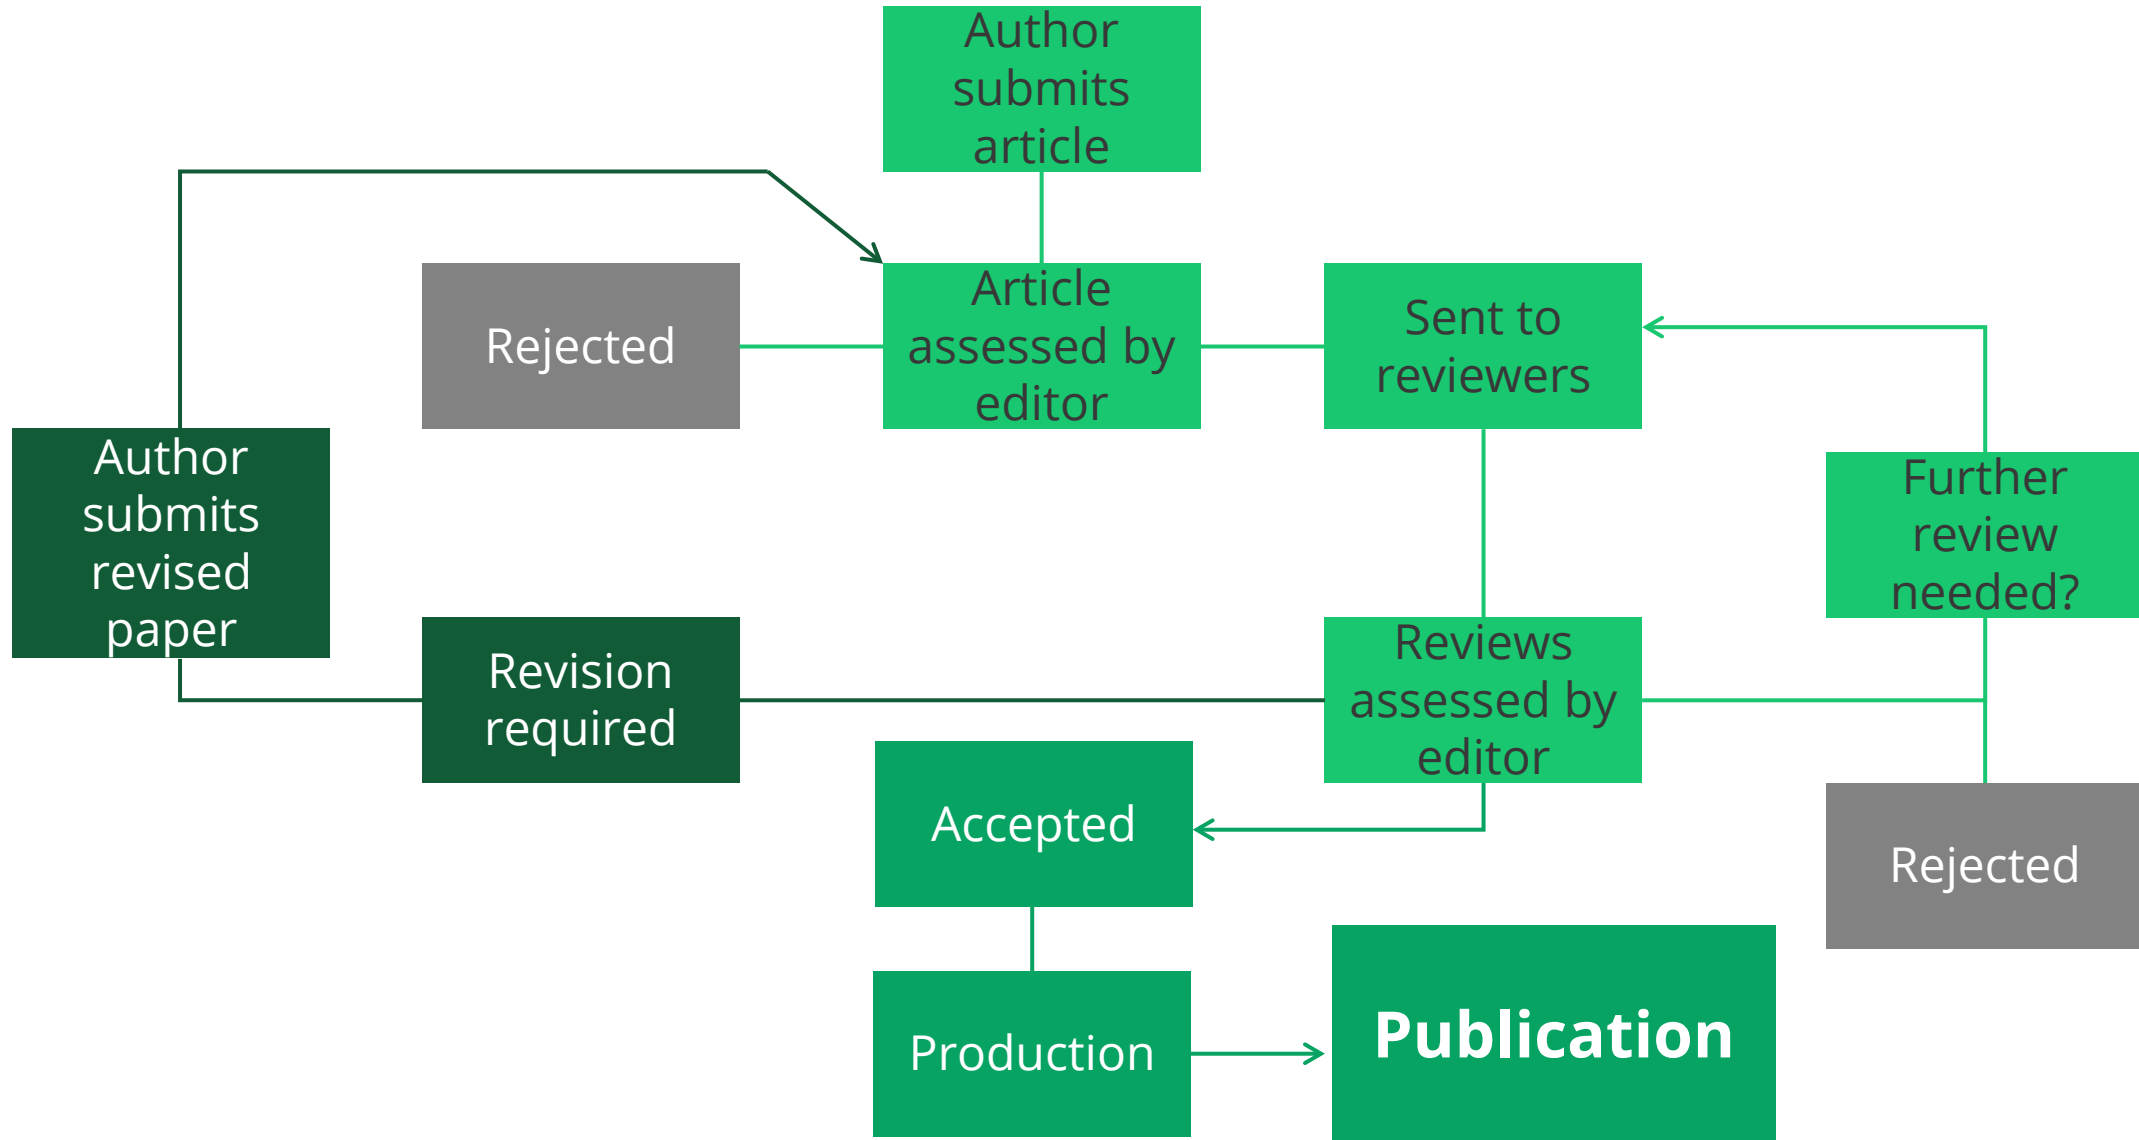 Author
submits
article
Rejected
Article
assessed by
editor
Sent to
reviewers
Author
submits
revised
paper
Further
review
needed?
Revision
required
Reviews
assessed by
editor
Accepted
Rejected
Production
Publication